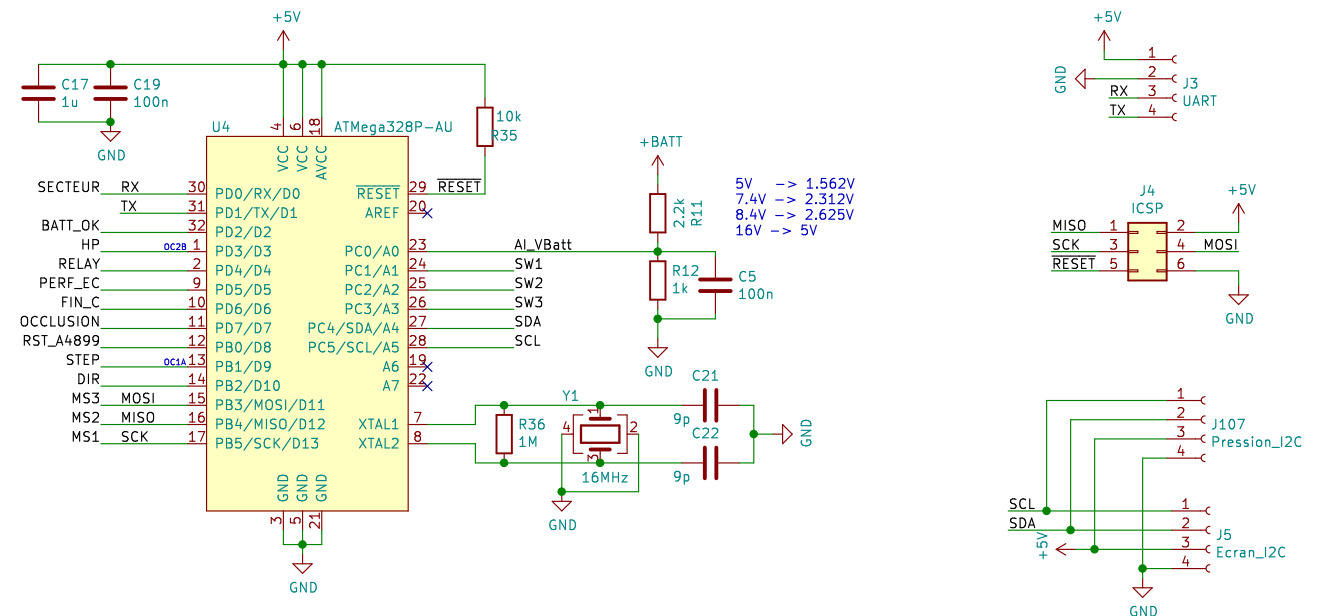 +5V
C17
1u
C19
100n
GND
U4
ATMega328P-AU
4
6
18
VCC
VCC
AVCC
10k
R35
SECTEUR RX 30 PD0/RX/D0
TX 31 PD1/TX/D1
BATT_OK 32 PD2/D2
HP OC2B 1 PD3/D3
RELAY 2 PD4/D4
PERF_EC 9 PD5/D5
FIN_C 10 PD6/D6
OCCLUSION 11 PD7/D7
RST_A4899 12 PB0/D8
STEP OC1A 13 PB1/D9
DIR 14 PB2/D10
MS3 MOSI 15 PB3/MOSI/D11
MS2 MISO 16 PB4/MISO/D12
MS1 SCK 17 PB5/SCK/D13
RESET 29 RESET
AREF 20
PC0/A0 23 AI_VBatt
PC1/A1 24 SW1
PC2/A2 25 SW2
PC3/A3 26 SW3
PC4/SDA/A4 27 SDA
PC5/SCL/A5 28 SCL
A6 19
A7 22
XTAL1 7
XTAL2 8
GND
GND
GND
3
5
21
GND
+BATT
2.2k
R11
5V -> 1.562V
7.4V -> 2.312V
8.4V -> 2.625V
16V -> 5V
R12
1k
C5
100n
GND
R36
1M
Y1
1
4
2
3
16MHz
GND
C21
9p
C22
9p
GND
+5V
GND
1
2
RX 3
TX 4
J3
UART
J4
ICSP
+5V
MISO 1 2
SCK 3 4 MOSI
RESET 5 6
GND
1
2
3
4
J107
Pression_I2C
SCL 1
SDA 2
+5V 3
4
J5
Ecran_I2C
GND